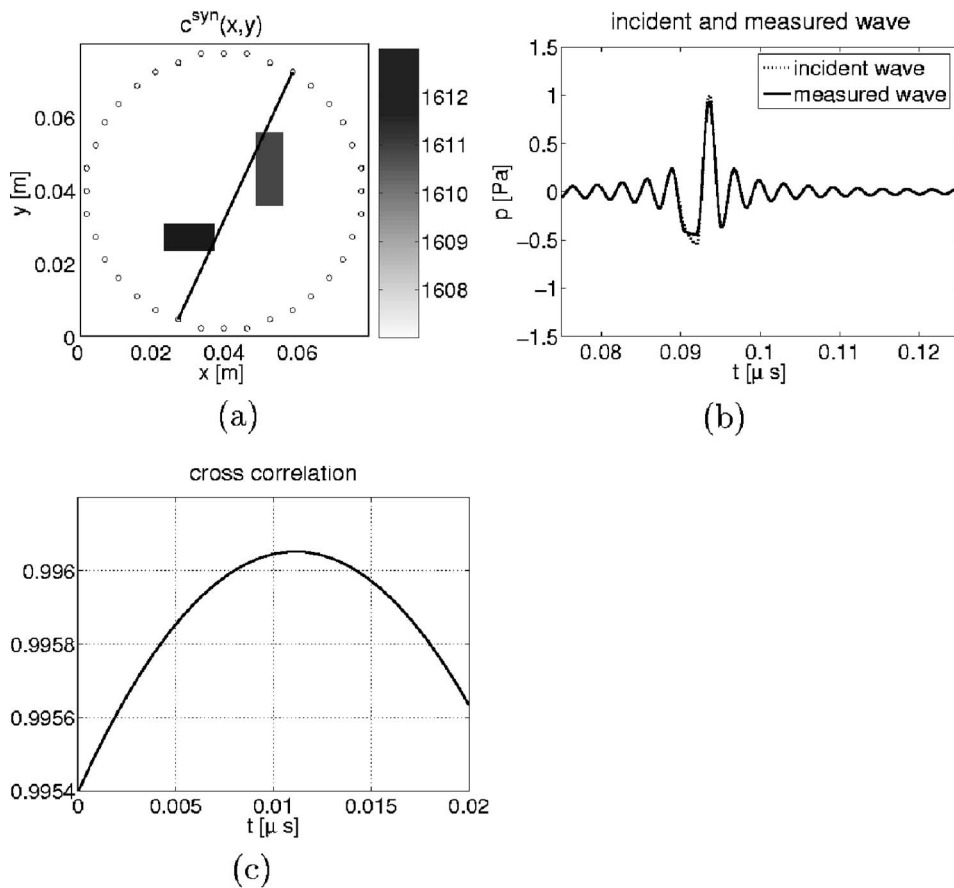 c^syn(x,y)
y [m]
0.06
0.04
0.02
0
0 0.02 0.04 0.06
x [m]
1612
1611
1610
1609
1608
(a)
incident and measured wave
incident wave
measured wave
p [Pa]
1.5
1
0.5
0
−0.5
−1
−1.5
0.08 0.09 0.1 0.11 0.12
t [μ s]
(b)
cross correlation
0.996
0.9958
0.9956
0.9954
0 0.005 0.01 0.015 0.02
t [μ s]
(c)